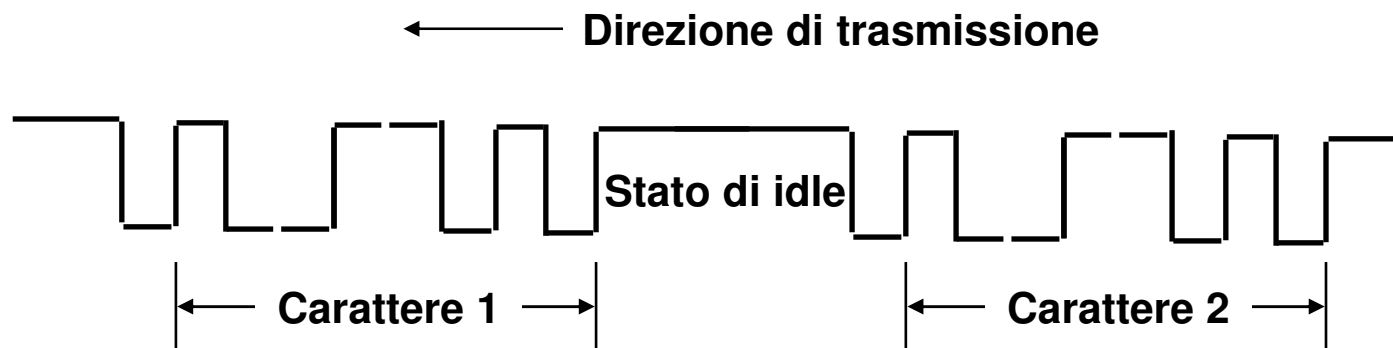 Direzione di trasmissione
Stato di idle
Carattere 1
Carattere 2